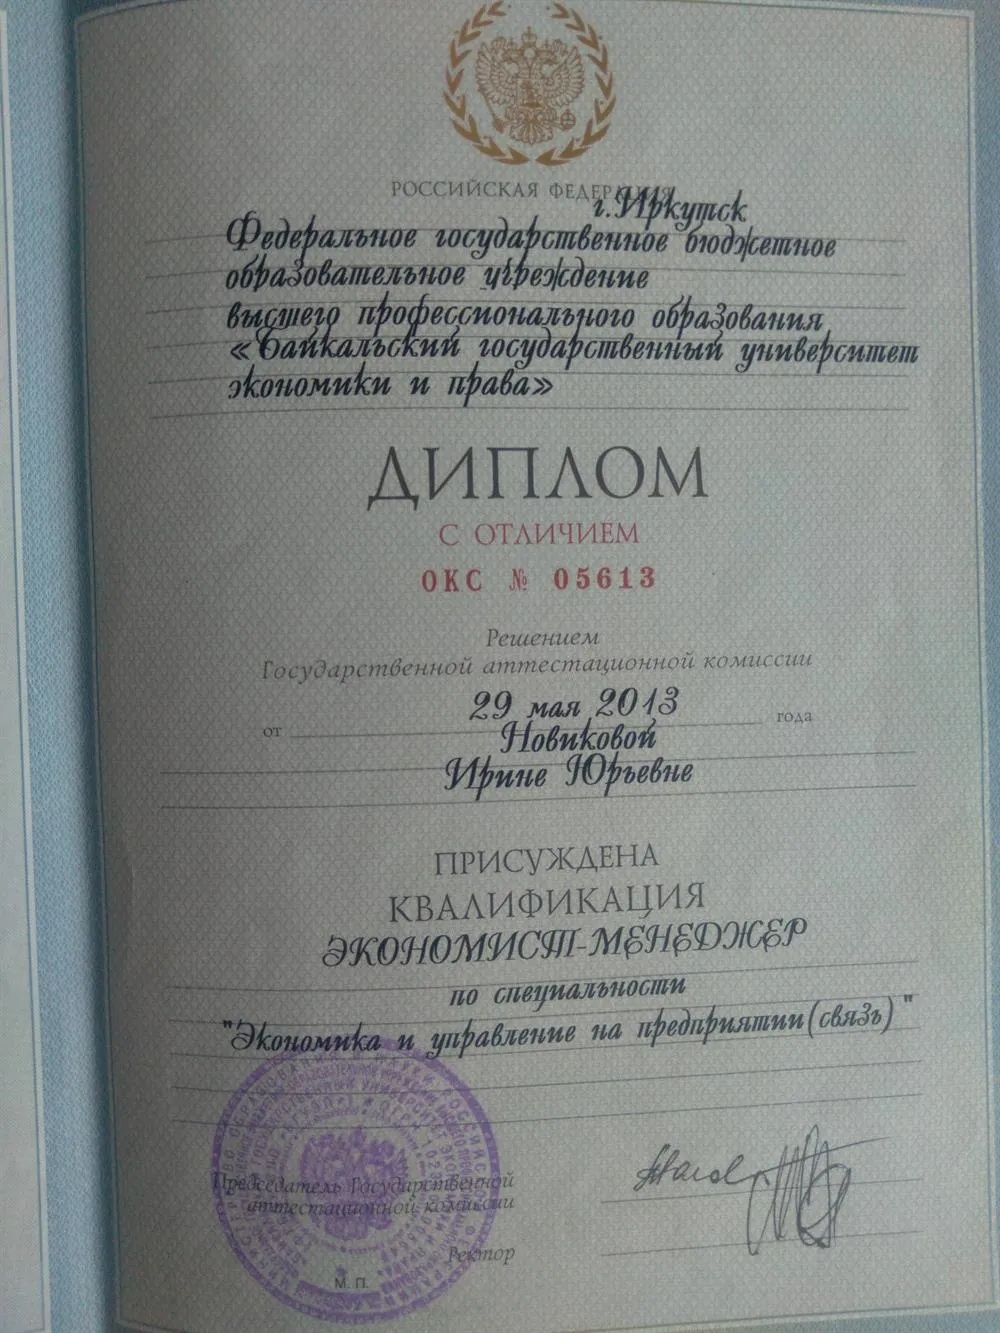 РОССИЙСКАЯ ФЕДЕРАЦИЯ
г.Иркутск
Федеральное государственное бюджетное
образовательное учреждение
высшего профессионального образования
«Байкальский государственный университет
экономики и права»
ДИПЛОМ
С ОТЛИЧИЕМ
ОКС № 05613
Решением
Государственной аттестационной комиссии
от 29 мая 2013 года
Новиковой
Ирине Юрьевне
ПРИСУЖДЕНА
КВАЛИФИКАЦИЯ
ЭКОНОМИСТ-МЕНЕДЖЕР
по специальности
"Экономика и управление на предприятии(связь)"
Председатель Государственной
аттестационной комиссии
Ректор
М. П.